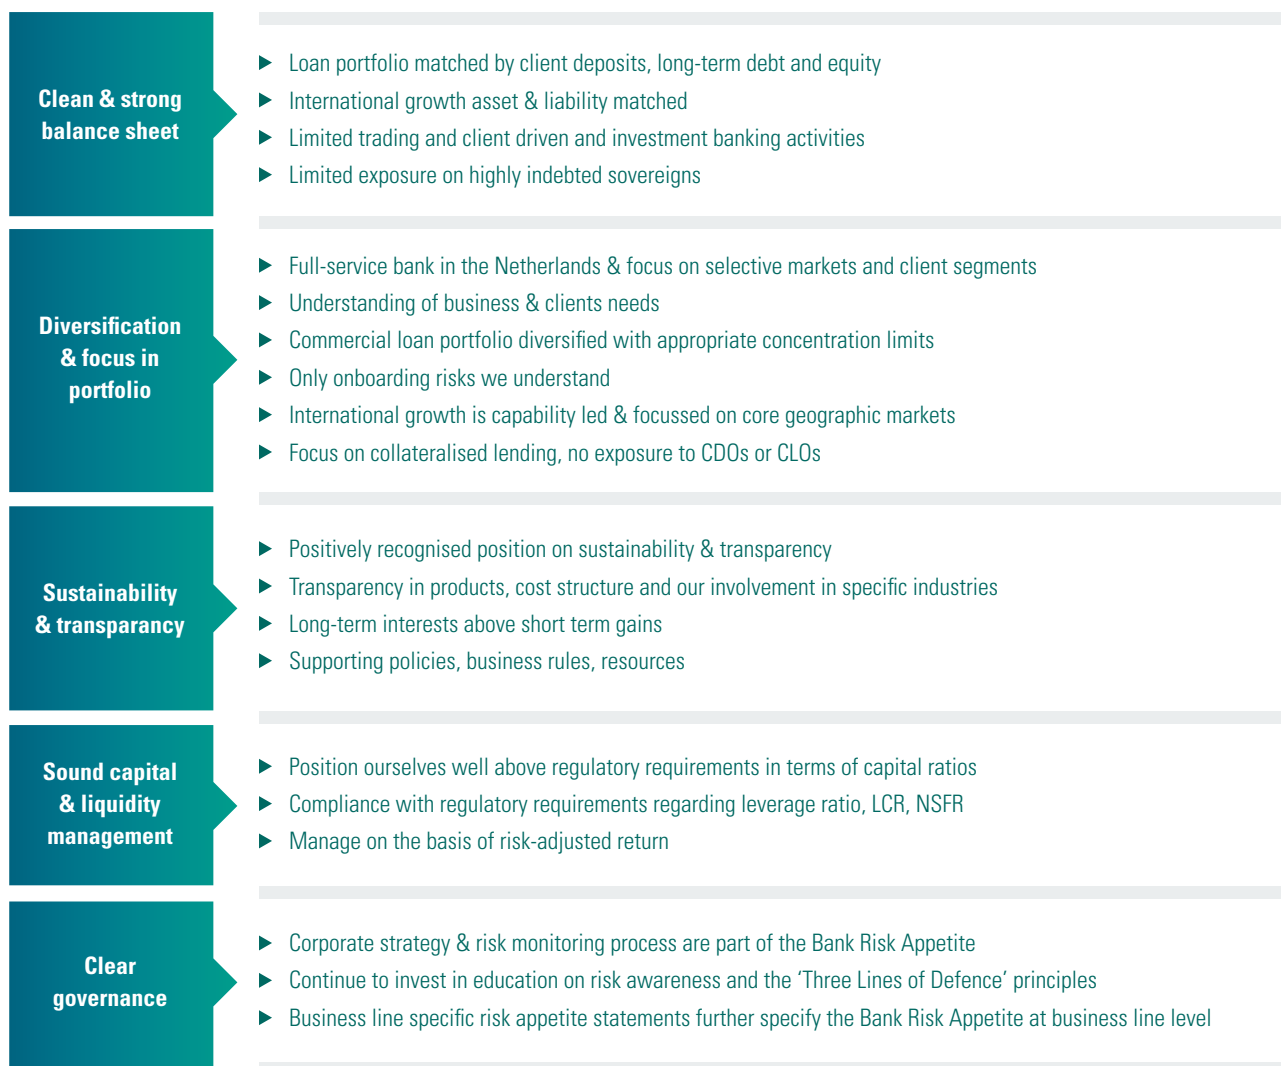 Clean & strong
balance sheet
Loan portfolio matched by client deposits, long-term debt and equity
International growth asset & liability matched
Limited trading and client driven and investment banking activities
Limited exposure on highly indebted sovereigns
Diversification
& focus in
portfolio
Full-service bank in the Netherlands & focus on selective markets and client segments
Understanding of business & clients needs
Commercial loan portfolio diversified with appropriate concentration limits
Only onboarding risks we understand
International growth is capability led & focussed on core geographic markets
Focus on collateralised lending, no exposure to CDOs or CLOs
Sustainability
& transparancy
Positively recognised position on sustainability & transparency
Transparency in products, cost structure and our involvement in specific industries
Long-term interests above short term gains
Supporting policies, business rules, resources
Sound capital
& liquidity
management
Position ourselves well above regulatory requirements in terms of capital ratios
Compliance with regulatory requirements regarding leverage ratio, LCR, NSFR
Manage on the basis of risk-adjusted return
Clear
governance
Corporate strategy & risk monitoring process are part of the Bank Risk Appetite
Continue to invest in education on risk awareness and the ‘Three Lines of Defence’ principles
Business line specific risk appetite statements further specify the Bank Risk Appetite at business line level